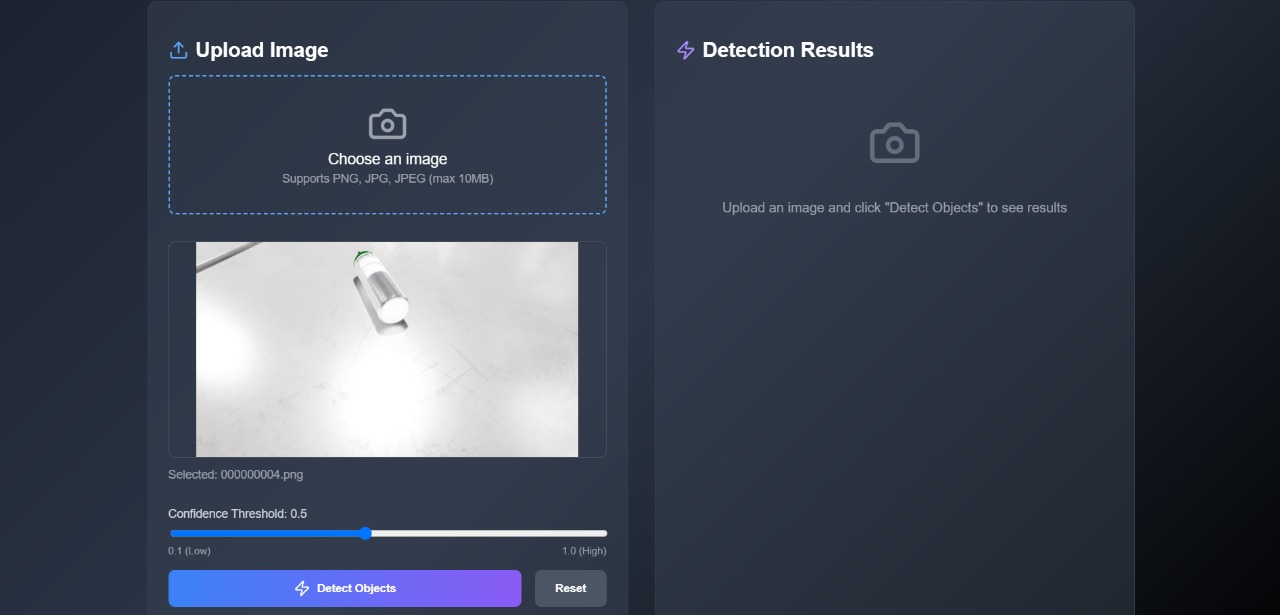 Upload Image
Choose an image
Supports PNG, JPG, JPEG (max 10MB)
Selected: 000000004.png
Confidence Threshold: 0.5
0.1 (Low)
1.0 (High)
Detect Objects
Reset
Detection Results
Upload an image and click "Detect Objects" to see results